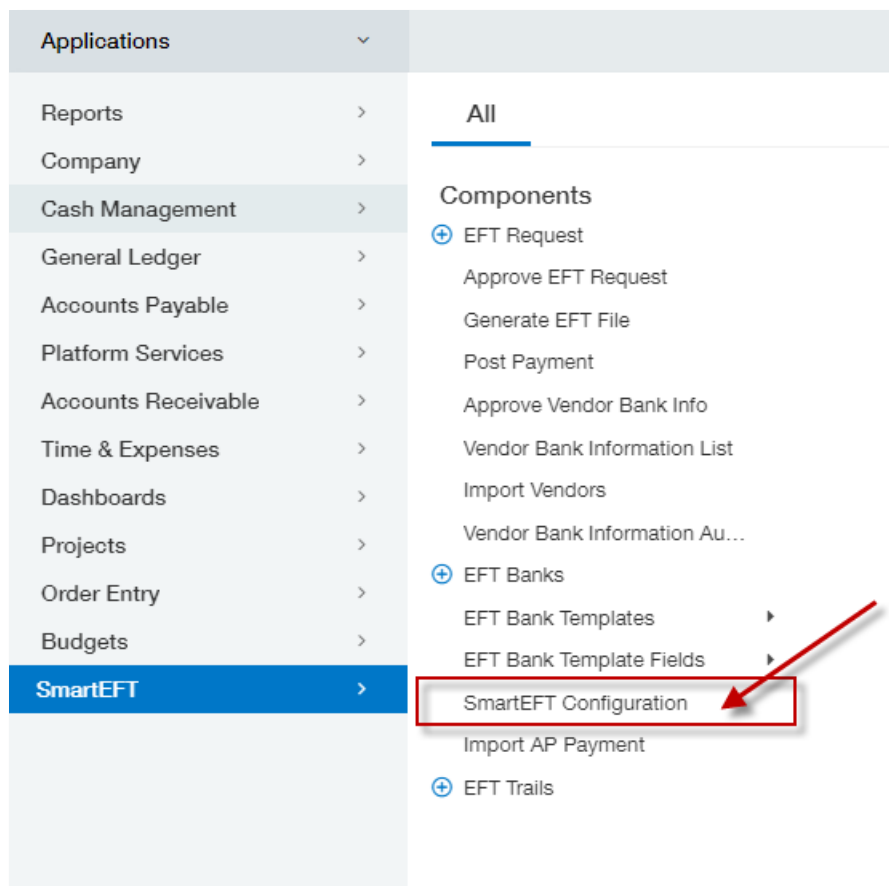 Applications
Reports
Company
Cash Management
General Ledger
Accounts Payable
Platform Services
Accounts Receivable
Time & Expenses
Dashboards
Projects
Order Entry
Budgets
SmartEFT
All
Components
EFT Request
Approve EFT Request
Generate EFT File
Post Payment
Approve Vendor Bank Info
Vendor Bank Information List
Import Vendors
Vendor Bank Information Au...
EFT Banks
EFT Bank Templates
EFT Bank Template Fields
SmartEFT Configuration
Import AP Payment
EFT Trails